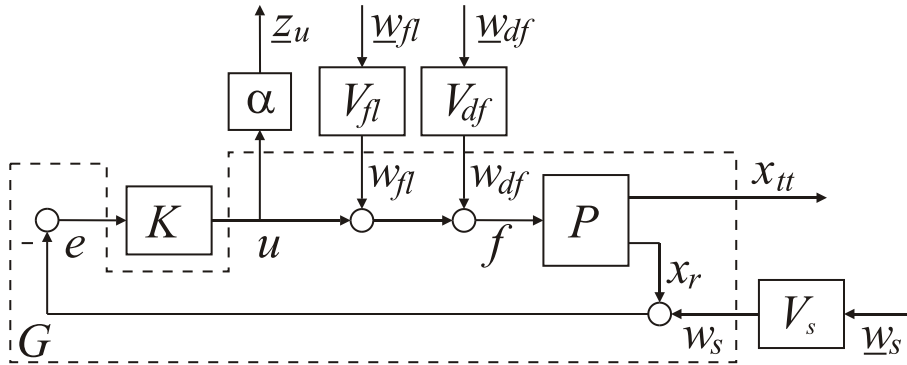 z_u
w_fl
w_df
α
V_fl
V_df
w_fl
w_df
x_tt
K
P
-
e
u
f
x_r
G
w_s
V_s
w_s